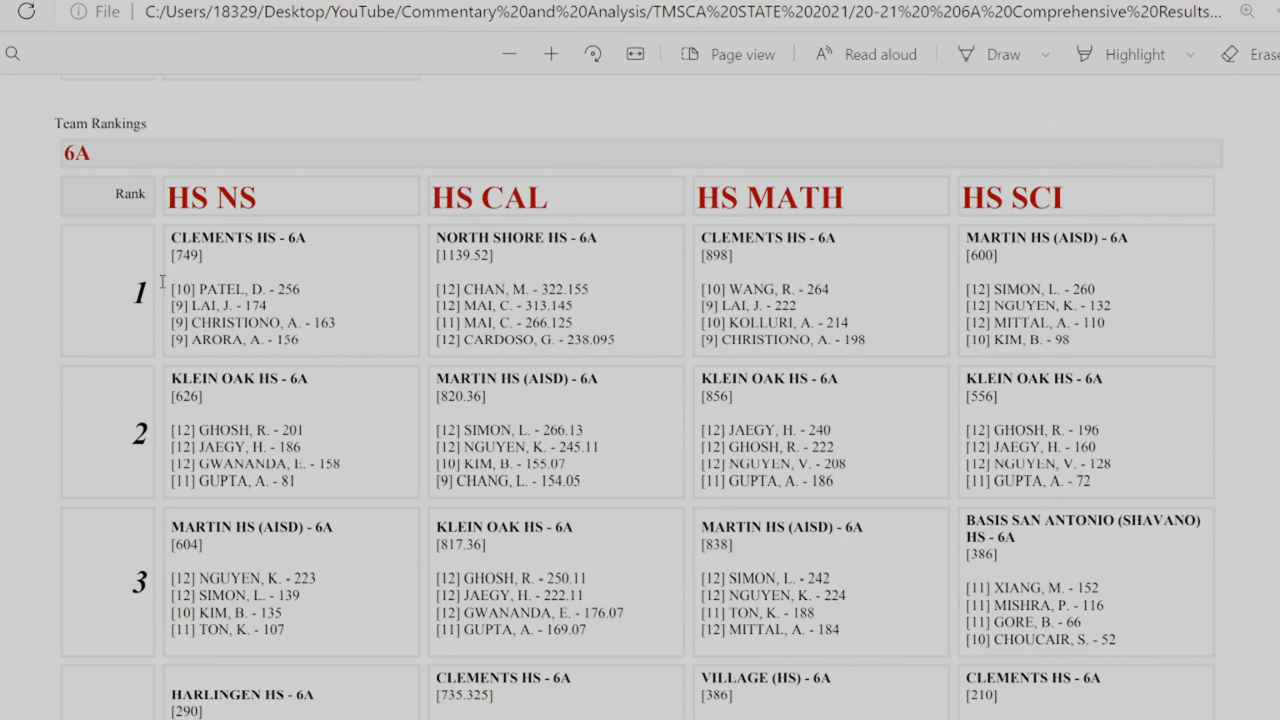 File C:/Users/18329/Desktop/YouTube/Commentary%20and%20Analysis/TMSCA%20STATE%202021/20-21%20%206A%20Comprehensive%20Results...
Page view Read aloud Draw Highlight Erase
Team Rankings
6A
Rank HS NS HS CAL HS MATH HS SCI
1
CLEMENTS HS - 6A
[749]
[10] PATEL, D. - 256
[9] LAI, J. - 174
[9] CHRISTIONO, A. - 163
[9] ARORA, A. - 156
NORTH SHORE HS - 6A
[1139.52]
[12] CHAN, M. - 322.155
[12] MAI, C. - 313.145
[11] MAI, C. - 266.125
[12] CARDOSO, G. - 238.095
CLEMENTS HS - 6A
[898]
[10] WANG, R. - 264
[9] LAI, J. - 222
[10] KOLLURI, A. - 214
[9] CHRISTIONO, A. - 198
MARTIN HS (AISD) - 6A
[600]
[12] SIMON, L. - 260
[12] NGUYEN, K. - 132
[12] MITTAL, A. - 110
[10] KIM, B. - 98
2
KLEIN OAK HS - 6A
[626]
[12] GHOSH, R. - 201
[12] JAEGY, H. - 186
[12] GWANANDA, E. - 158
[11] GUPTA, A. - 81
MARTIN HS (AISD) - 6A
[820.36]
[12] SIMON, L. - 266.13
[12] NGUYEN, K. - 245.11
[10] KIM, B. - 155.07
[9] CHANG, L. - 154.05
KLEIN OAK HS - 6A
[856]
[12] JAEGY, H. - 240
[12] GHOSH, R. - 222
[12] NGUYEN, V. - 208
[11] GUPTA, A. - 186
KLEIN OAK HS - 6A
[556]
[12] GHOSH, R. - 196
[12] JAEGY, H. - 160
[12] NGUYEN, V. - 128
[11] GUPTA, A. - 72
3
MARTIN HS (AISD) - 6A
[604]
[12] NGUYEN, K. - 223
[12] SIMON, L. - 139
[10] KIM, B. - 135
[11] TON, K. - 107
KLEIN OAK HS - 6A
[817.36]
[12] GHOSH, R. - 250.11
[12] JAEGY, H. - 222.11
[12] GWANANDA, E. - 176.07
[11] GUPTA, A. - 169.07
MARTIN HS (AISD) - 6A
[838]
[12] SIMON, L. - 242
[12] NGUYEN, K. - 224
[11] TON, K. - 188
[12] MITTAL, A. - 184
BASIS SAN ANTONIO (SHAVANO)
HS - 6A
[386]
[11] XIANG, M. - 152
[11] MISHRA, P. - 116
[11] GORE, B. - 66
[10] CHOUCAIR, S. - 52
HARLINGEN HS - 6A
[290]
CLEMENTS HS - 6A
[735.325]
VILLAGE (HS) - 6A
[386]
CLEMENTS HS - 6A
[210]